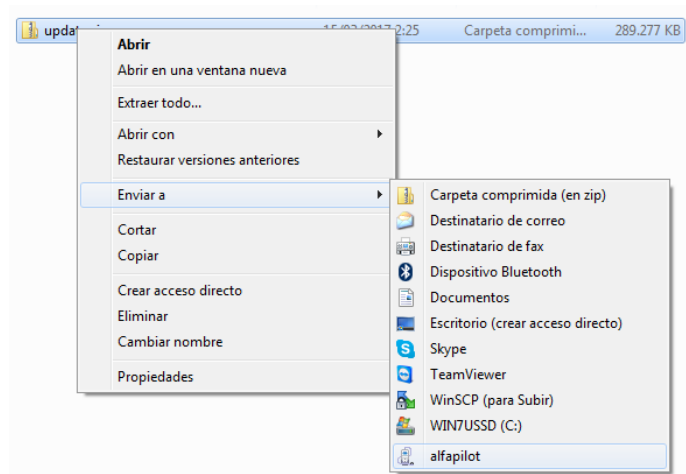 15/03/2017 2:25 Carpeta comprimi... 289.277 KB
Abrir
Abrir en una ventana nueva
Extraer todo...
Abrir con
Restaurar versiones anteriores
Enviar a
Cortar
Copiar
Crear acceso directo
Eliminar
Cambiar nombre
Propiedades
Carpeta comprimida (en zip)
Destinatario de correo
Destinatario de fax
Dispositivo Bluetooth
Documentos
Escritorio (crear acceso directo)
Skype
TeamViewer
WinSCP (para Subir)
WIN7USSD (C:)
alfapilot